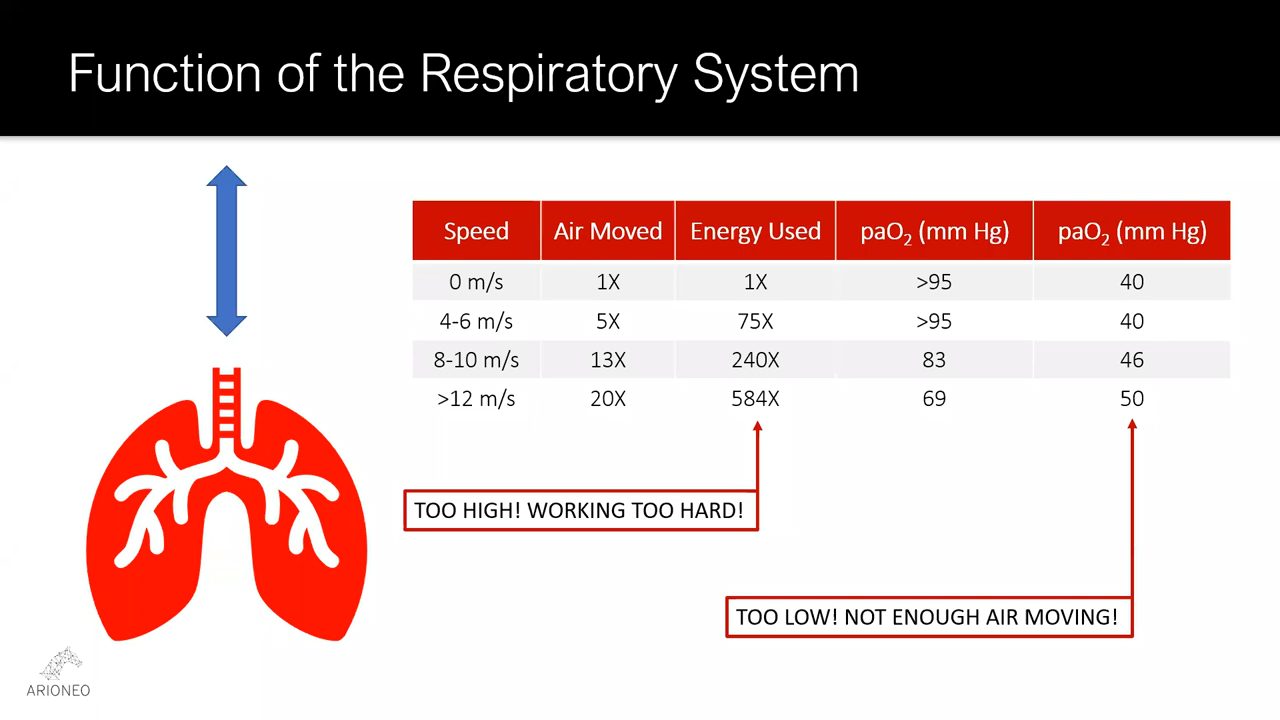 Function of the Respiratory System
Speed Air Moved Energy Used paO₂ (mm Hg) paO₂ (mm Hg)
0 m/s 1X 1X >95 40
4-6 m/s 5X 75X >95 40
8-10 m/s 13X 240X 83 46
>12 m/s 20X 584X 69 50
TOO HIGH! WORKING TOO HARD!
TOO LOW! NOT ENOUGH AIR MOVING!
ARIONEO